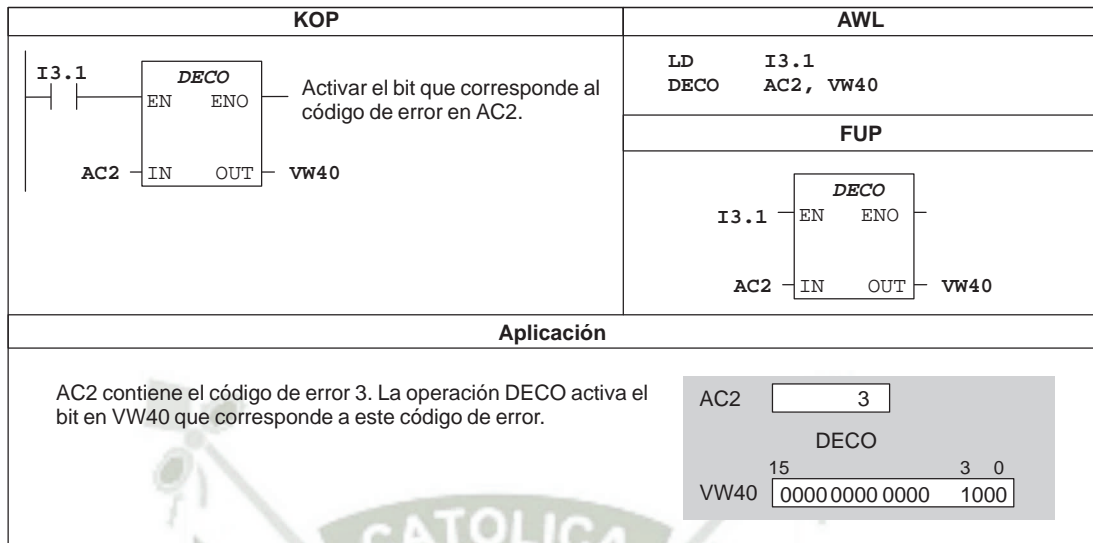 KOP
I3.1
DECO
EN ENO
Activar el bit que corresponde al
código de error en AC2.
AC2 IN OUT VW40
AWL
LD I3.1
DECO AC2, VW40
FUP
DECO
I3.1 EN ENO
AC2 IN OUT VW40
Aplicación
AC2 contiene el código de error 3. La operación DECO activa el
bit en VW40 que corresponde a este código de error.
AC2 3
DECO
15 3 0
VW40 0000 0000 0000 1000
CATOLICA